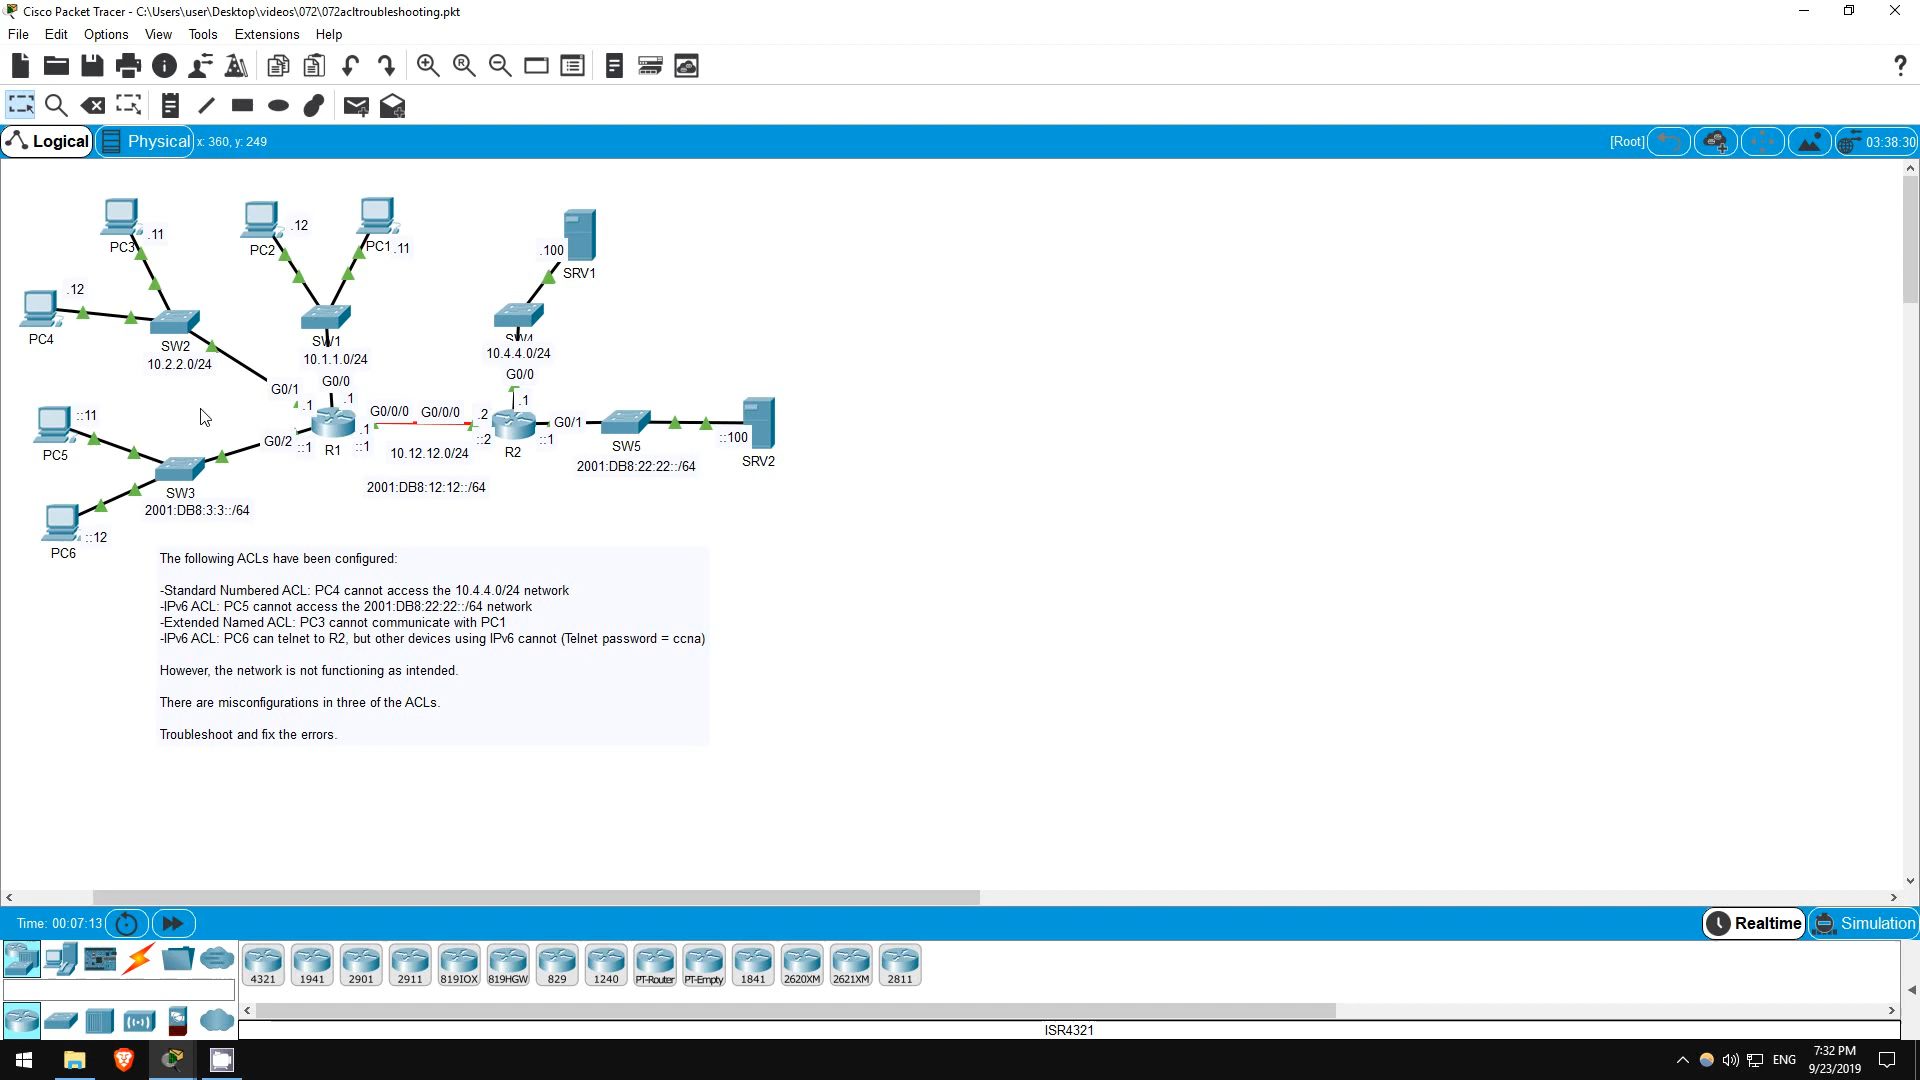 Cisco Packet Tracer - C:\Users\user\Desktop\videos\072\072acltroubleshooting.pkt
File Edit Options View Tools Extensions Help
Logical Physical x: 360, y: 249 [Root] 03:38:30
.11
PC3
.12
PC2
PC1
.11
.100
SRV1
.12
PC4
SW2
10.2.2.0/24
SW1
10.1.1.0/24
SW4
10.4.4.0/24
G0/0
G0/0
G0/1
.1
.1
.1
::11
PC5
G0/2
::1
R1
G0/0/0
G0/0/0
.1
::1
.2
::2
10.12.12.0/24
2001:DB8:12:12::/64
R2
G0/1
::1
SW5
2001:DB8:22:22::/64
::100
SRV2
SW3
2001:DB8:3:3::/64
::12
PC6
The following ACLs have been configured:
-Standard Numbered ACL: PC4 cannot access the 10.4.4.0/24 network
-IPv6 ACL: PC5 cannot access the 2001:DB8:22:22::/64 network
-Extended Named ACL: PC3 cannot communicate with PC1
-IPv6 ACL: PC6 can telnet to R2, but other devices using IPv6 cannot (Telnet password = ccna)
However, the network is not functioning as intended.
There are misconfigurations in three of the ACLs.
Troubleshoot and fix the errors.
Time: 00:07:13 Realtime Simulation
4321 1941 2901 2911 819IOX 819HGW 829 1240 PT-Router PT-Empty 1841 2620XM 2621XM 2811
ISR4321
ENG
7:32 PM
9/23/2019